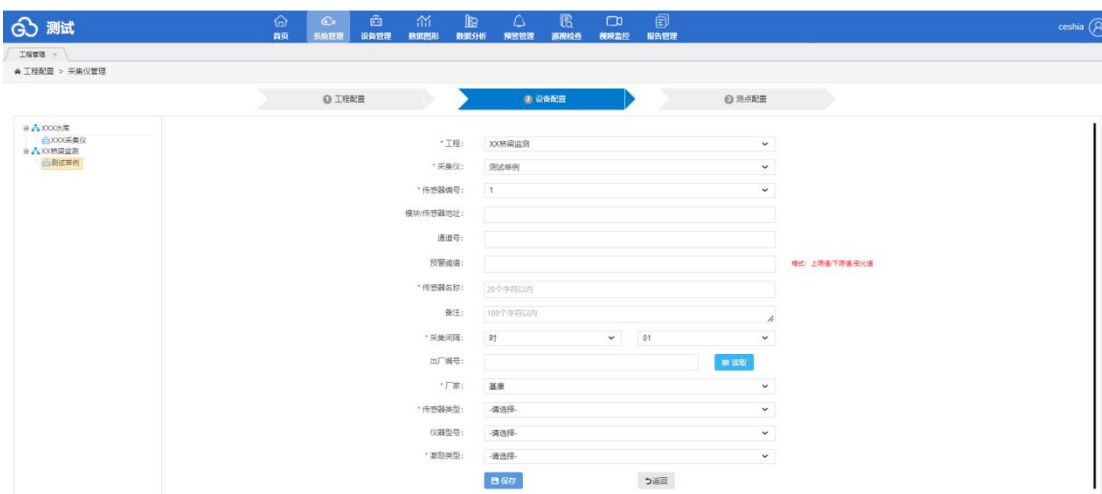 测试
首页 系统管理 设备管理 数据图形 数据分析 预警管理 巡视检查 视频监控 报告管理
ceshia
工程管理 ×
工程配置 > 采集仪管理
1 工程配置 2 设备配置 3 测点配置
XXX水库
XXX采集仪
XX桥梁监测
测试举例
* 工程: XX桥梁监测
* 采集仪: 测试举例
* 传感器编号: 1
模块/传感器地址:
通道号:
预警阈值: 格式: 上限值/下限值/变化值
* 传感器名称: 20个字符以内
备注: 100个字符以内
* 采集间隔: 时 01
出厂编号: 读取
* 厂家: 基康
* 传感器类型: -请选择-
仪器型号: -请选择-
* 激励类型: -请选择-
保存 返回